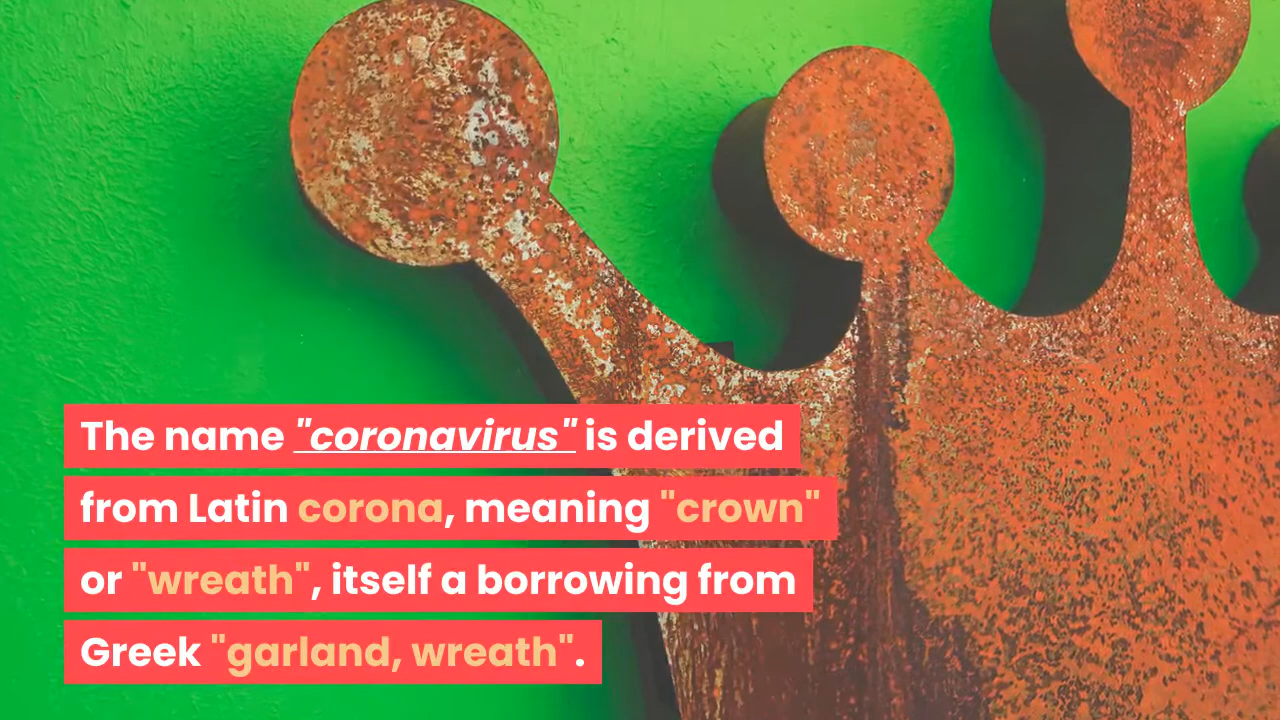 The name "coronavirus" is derived
from Latin corona, meaning "crown"
or "wreath", itself a borrowing from
Greek "garland, wreath".